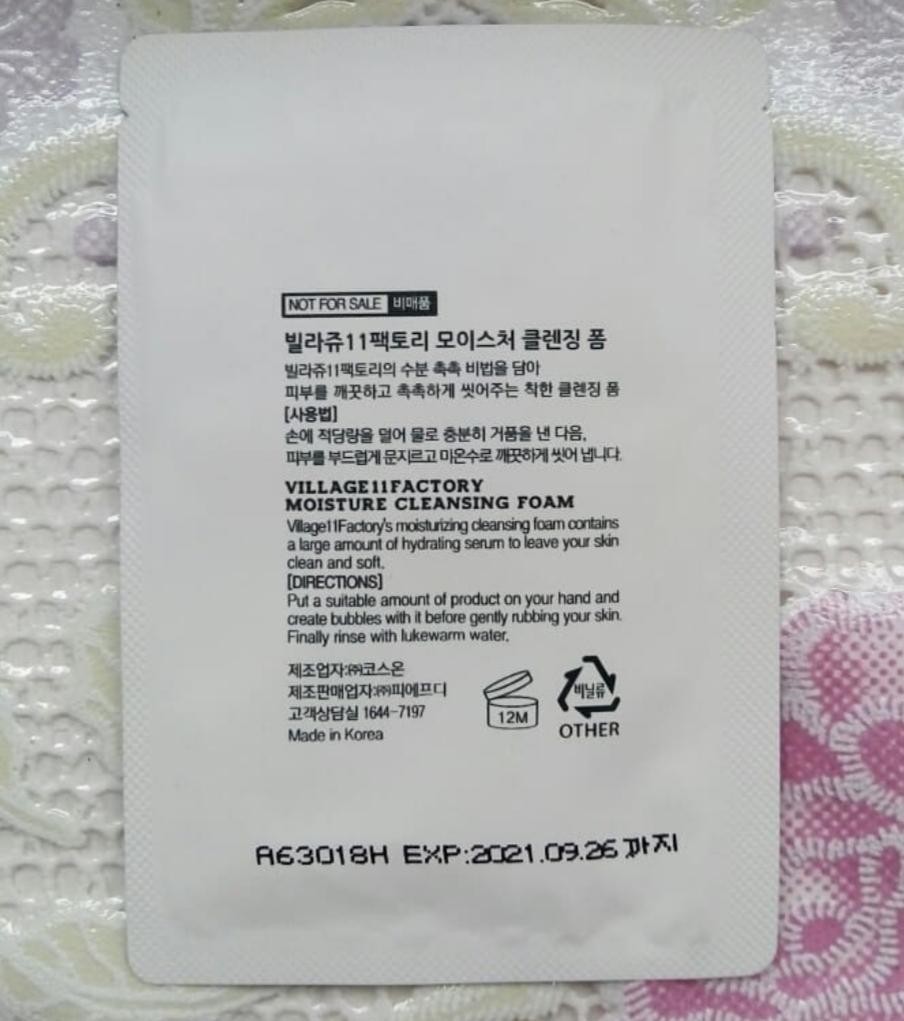 NOT FOR SALE 비매품
빌라쥬11팩토리 모이스처 클렌징 폼
빌라쥬11팩토리의 수분 촉촉 비법을 담아
피부를 깨끗하고 촉촉하게 씻어주는 착한 클렌징 폼
[사용법]
손에 적당량을 덜어 물로 충분히 거품을 낸 다음,
피부를 부드럽게 문지르고 미온수로 깨끗하게 씻어 냅니다.
VILLAGE11FACTORY
MOISTURE CLEANSING FOAM
Village11Factory's moisturizing cleansing foam contains
a large amount of hydrating serum to leave your skin
clean and soft.
[DIRECTIONS]
Put a suitable amount of product on your hand and
create bubbles with it before gently rubbing your skin.
Finally rinse with lukewarm water.
제조업자:㈜코스온
제조판매업자:㈜피에프디
고객상담실 1644-7197
Made in Korea
12M
비닐류
OTHER
A63018H EXP:2021.09.26 까지